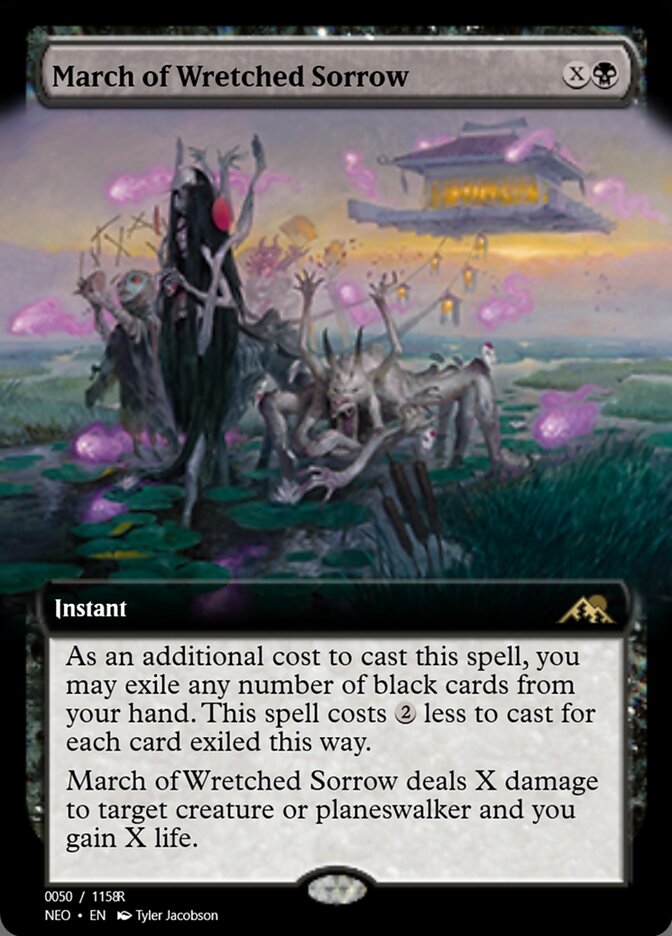 March of Wretched Sorrow X
Instant
As an additional cost to cast this spell, you
may exile any number of black cards from
your hand. This spell costs 2 less to cast for
each card exiled this way.
March of Wretched Sorrow deals X damage
to target creature or planeswalker and you
gain X life.
0050 / 1158R
NEO • EN Tyler Jacobson